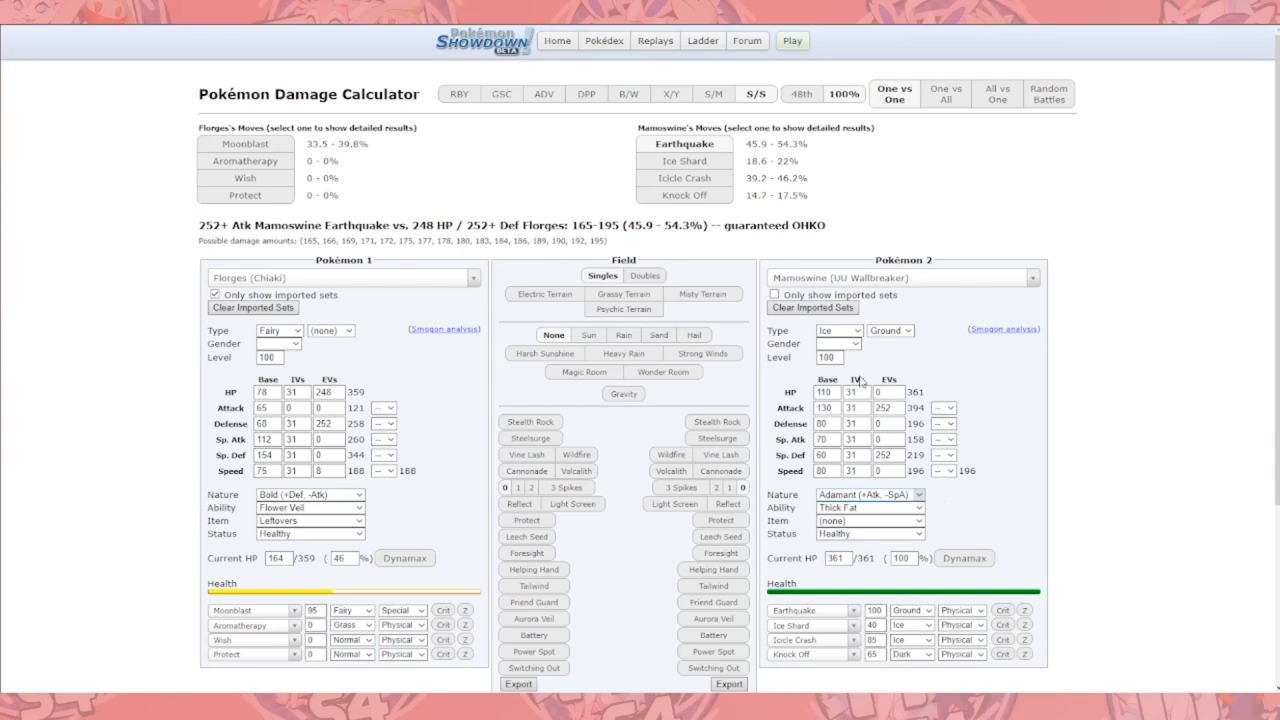 Pokémon
SHOWDOWN
BETA
Home Pokédex Replays Ladder Forum Play
Pokémon Damage Calculator RBY GSC ADV DPP B/W X/Y S/M S/S 48th 100% One vs One One vs All All vs One Random Battles
Florges's Moves (select one to show detailed results) Mamoswine's Moves (select one to show detailed results)
Moonblast 33.5 - 39.8% Earthquake 45.9 - 54.3%
Aromatherapy 0 - 0% Ice Shard 18.6 - 22%
Wish 0 - 0% Icicle Crash 39.2 - 46.2%
Protect 0 - 0% Knock Off 14.7 - 17.5%
252+ Atk Mamoswine Earthquake vs. 248 HP / 252+ Def Florges: 165-195 (45.9 - 54.3%) -- guaranteed OHKO
Possible damage amounts: (165, 166, 169, 171, 172, 175, 177, 178, 180, 183, 184, 186, 189, 190, 192, 195)
Pokémon 1 Field Pokémon 2
Florges (Chiaki) Singles Doubles Mamoswine (UU Wallbreaker)
Only show imported sets Electric Terrain Grassy Terrain Misty Terrain Only show imported sets
Clear Imported Sets Psychic Terrain Clear Imported Sets
Type Fairy (none) (Smogon analysis) None Sun Rain Sand Hail Type Ice Ground (Smogon analysis)
Gender Harsh Sunshine Heavy Rain Strong Winds Gender
Level 100 Magic Room Wonder Room Level 100
Base IVs EVs Gravity Base IV EVs
HP 78 31 248 359 HP 110 31 0 361
Attack 65 0 0 121 -- Attack 130 31 252 394 --
Defense 68 31 252 258 -- Stealth Rock Stealth Rock Defense 80 31 0 196 --
Sp. Atk 112 31 0 260 -- Steelsurge Steelsurge Sp. Atk 70 31 0 158 --
Sp. Def 154 31 0 344 -- Vine Lash Wildfire Wildfire Vine Lash Sp. Def 60 31 252 219 --
Speed 75 31 8 188 -- 188 Cannonade Volcalith Volcalith Cannonade Speed 80 31 0 196 -- 196
0 1 2 3 Spikes 3 Spikes 2 1 0
Nature Bold (+Def, -Atk) Reflect Light Screen Light Screen Reflect Nature Adamant (+Atk, -SpA)
Ability Flower Veil Protect Protect Ability Thick Fat
Item Leftovers Leech Seed Leech Seed Item (none)
Status Healthy Foresight Foresight Status Healthy
Current HP 164 /359 ( 46 %) Dynamax Helping Hand Helping Hand Current HP 361 /361 ( 100 %) Dynamax
Health Tailwind Tailwind Health
Friend Guard Friend Guard
Moonblast 95 Fairy Special Crit Z Aurora Veil Aurora Veil Earthquake 100 Ground Physical Crit Z
Aromatherapy 0 Grass Physical Crit Z Battery Battery Ice Shard 40 Ice Physical Crit Z
Wish 0 Normal Physical Crit Z Power Spot Power Spot Icicle Crash 85 Ice Physical Crit Z
Protect 0 Normal Physical Crit Z Switching Out Switching Out Knock Off 65 Dark Physical Crit Z
Export Export